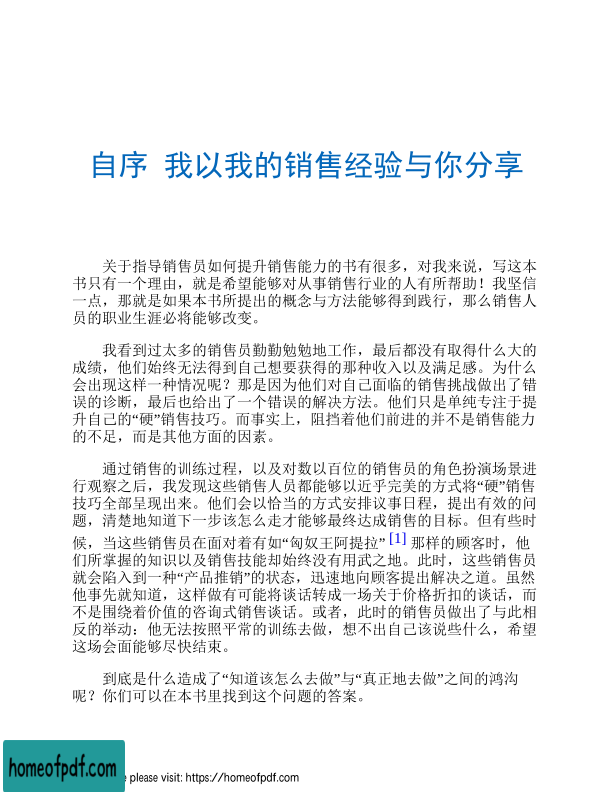 自序 我以我的销售经验与你分享
关于指导销售员如何提升销售能力的书有很多，对我来说，写这本
书只有一个理由，就是希望能够对从事销售行业的人有所帮助！我坚信
一点，那就是如果本书所提出的概念与方法能够得到践行，那么销售人
员的职业生涯必将能够改变。
我看到过太多的销售员勤勤勉勉地工作，最后都没有取得什么大的
成绩，他们始终无法得到自己想要获得的那种收入以及满足感。为什么
会出现这样一种情况呢？那是因为他们对自己面临的销售挑战做出了错
误的诊断，最后也给出了一个错误的解决方法。他们只是单纯专注于提
升自己的“硬”销售技巧。而事实上，阻挡着他们前进的并不是销售能力
的不足，而是其他方面的因素。
通过销售的训练过程，以及对数以百位的销售员的角色扮演场景进
行观察之后，我发现这些销售人员都能够以近乎完美的方式将“硬”销售
技巧全部呈现出来。他们会以恰当的方式安排议事日程，提出有效的问
题，清楚地知道下一步该怎么走才能够最终达成销售的目标。但有些时
候，当这些销售员在面对着有如“匈奴王阿提拉” [1] 那样的顾客时，他
们所掌握的知识以及销售技能却始终没有用武之地。此时，这些销售员
就会陷入到一种“产品推销”的状态，迅速地向顾客提出解决之道。虽然
他事先就知道，这样做有可能将谈话转成一场关于价格折扣的谈话，而
不是围绕着价值的咨询式销售谈话。或者，此时的销售员做出了与此相
反的举动：他无法按照平常的训练去做，想不出自己该说些什么，希望
这场会面能够尽快结束。
到底是什么造成了“知道该怎么去做”与“真正地去做”之间的鸿沟
呢？你们可以在本书里找到这个问题的答案。
homeofpdf.com
please visit: https://homeofpdf.com